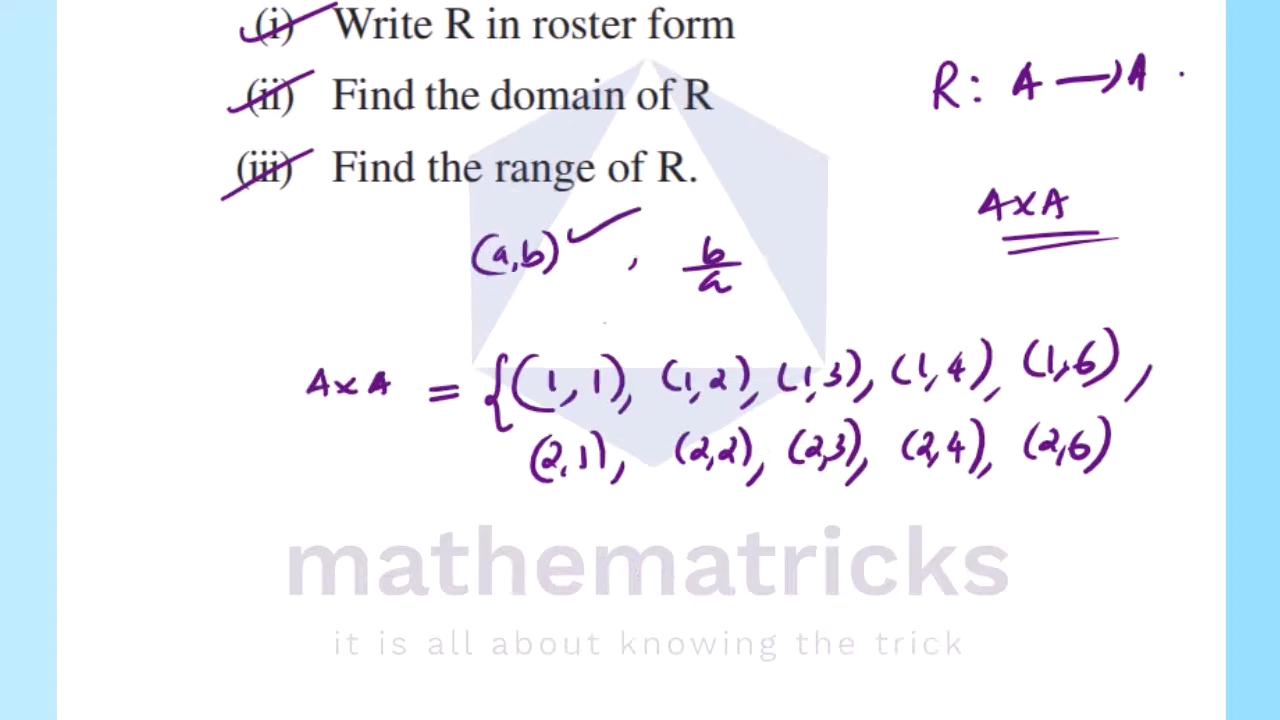 (i) Write R in roster form
R: A → A .
(ii) Find the domain of R
(iii) Find the range of R.
A×A
(a,b) ✓ , b/a
A×A = {(1,1), (1,2), (1,3), (1,4), (1,6),
(2,1), (2,2), (2,3), (2,4), (2,6)
mathematricks
it is all about knowing the trick